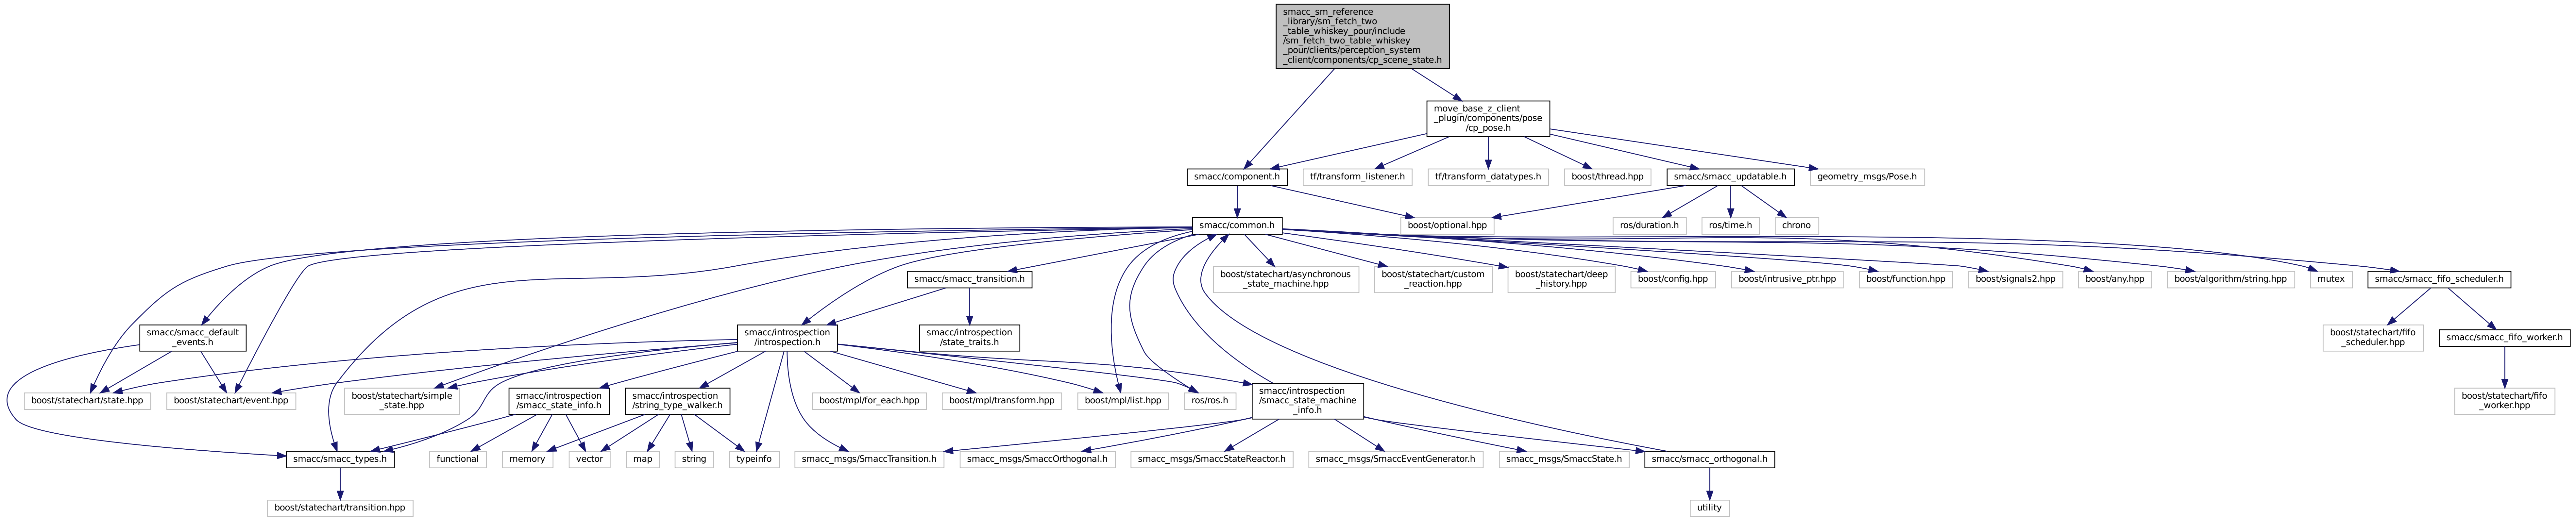 smacc_sm_reference
_library/sm_fetch_two
_table_whiskey_pour/include
/sm_fetch_two_table_whiskey
_pour/clients/perception_system
_client/components/cp_scene_state.h
move_base_z_client
_plugin/components/pose
/cp_pose.h
smacc/component.h
tf/transform_listener.h
tf/transform_datatypes.h
boost/thread.hpp
smacc/smacc_updatable.h
geometry_msgs/Pose.h
smacc/common.h
boost/optional.hpp
ros/duration.h
ros/time.h
chrono
smacc/smacc_transition.h
boost/statechart/asynchronous
_state_machine.hpp
boost/statechart/custom
_reaction.hpp
boost/statechart/deep
_history.hpp
boost/config.hpp
boost/intrusive_ptr.hpp
boost/function.hpp
boost/signals2.hpp
boost/any.hpp
boost/algorithm/string.hpp
mutex
smacc/smacc_fifo_scheduler.h
smacc/smacc_default
_events.h
smacc/introspection
/introspection.h
smacc/introspection
/state_traits.h
boost/statechart/fifo
_scheduler.hpp
smacc/smacc_fifo_worker.h
boost/statechart/state.hpp
boost/statechart/event.hpp
boost/statechart/simple
_state.hpp
smacc/introspection
/smacc_state_info.h
smacc/introspection
/string_type_walker.h
boost/mpl/for_each.hpp
boost/mpl/transform.hpp
boost/mpl/list.hpp
ros/ros.h
smacc/introspection
/smacc_state_machine
_info.h
boost/statechart/fifo
_worker.hpp
smacc/smacc_types.h
functional
memory
vector
map
string
typeinfo
smacc_msgs/SmaccTransition.h
smacc_msgs/SmaccOrthogonal.h
smacc_msgs/SmaccStateReactor.h
smacc_msgs/SmaccEventGenerator.h
smacc_msgs/SmaccState.h
smacc/smacc_orthogonal.h
boost/statechart/transition.hpp
utility